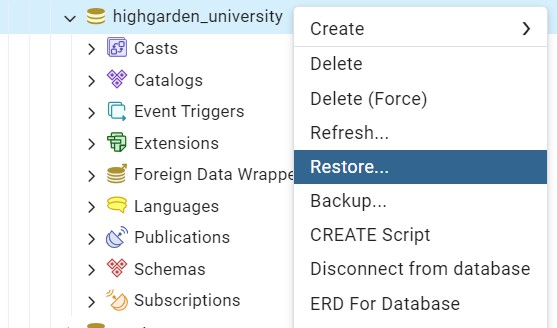 highgarden_university
Casts
Catalogs
Event Triggers
Extensions
Foreign Data Wrappe
Languages
Publications
Schemas
Subscriptions
Create
Delete
Delete (Force)
Refresh...
Restore...
Backup...
CREATE Script
Disconnect from database
ERD For Database